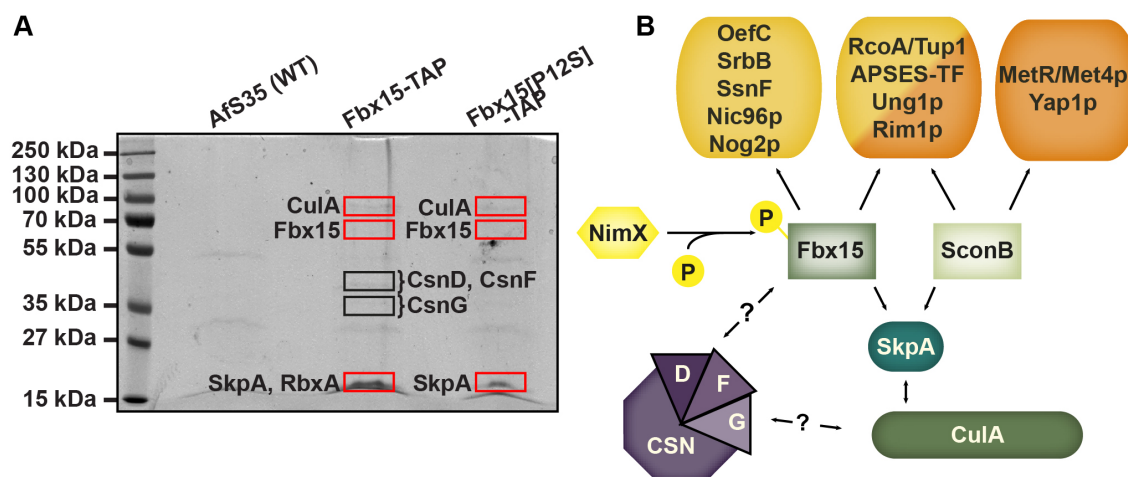 A
AfS35 (WT)
Fbx15-TAP
Fbx15[P12S]
-TAP
250 kDa
130 kDa
100 kDa
70 kDa
55 kDa
35 kDa
27 kDa
15 kDa
CulA
Fbx15
CulA
Fbx15
}CsnD, CsnF
}CsnG
SkpA, RbxA
SkpA
B
OefC
SrbB
SsnF
Nic96p
Nog2p
RcoA/Tup1
APSES-TF
Ung1p
Rim1p
MetR/Met4p
Yap1p
NimX
P
P
Fbx15
SconB
?
SkpA
D
F
G
CSN
?
CulA